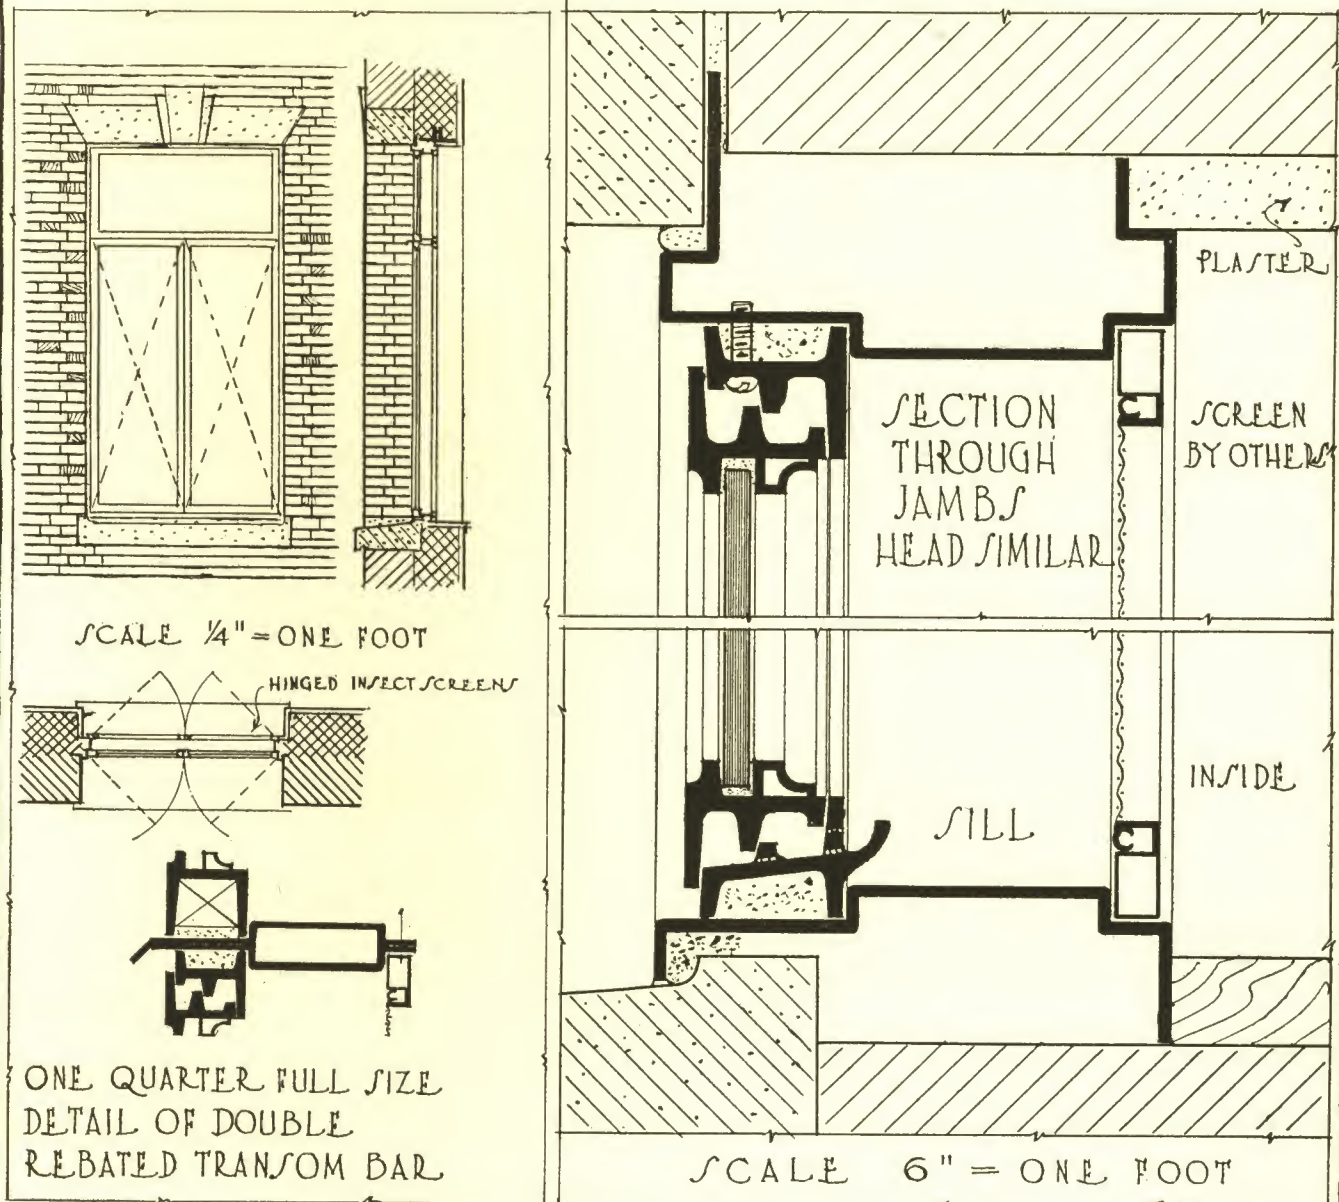 SCALE 1/4" = ONE FOOT
HINGED INSECT SCREENS
ONE QUARTER FULL SIZE
DETAIL OF DOUBLE
REBATED TRANSOM BAR
PLASTER
SECTION
THROUGH
JAMBS
HEAD SIMILAR
SCREEN
BY OTHERS
SILL
INSIDE
SCALE 6" = ONE FOOT